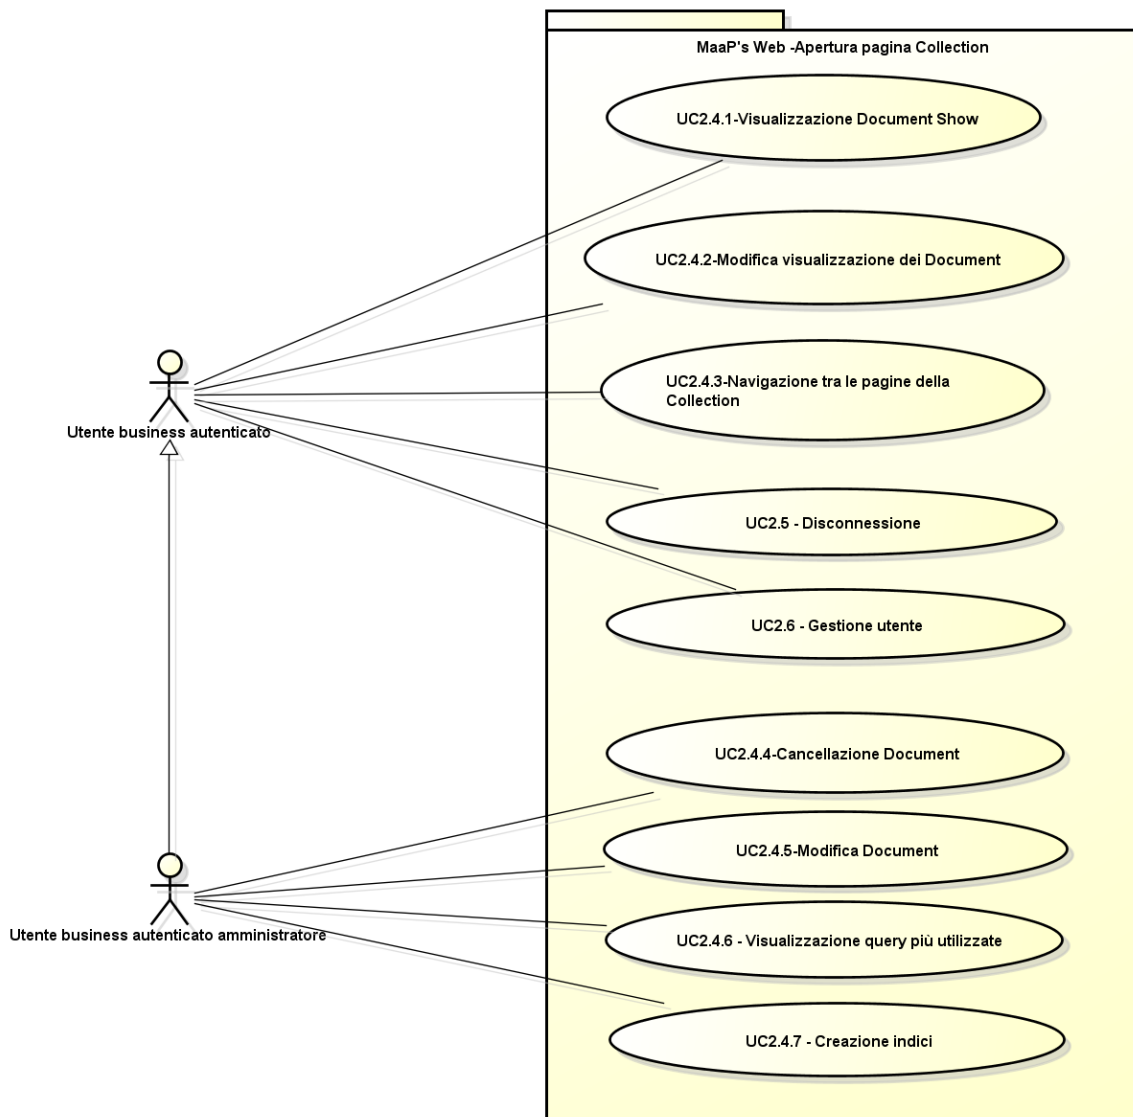 MaaP's Web -Apertura pagina Collection
UC2.4.1-Visualizzazione Document Show
UC2.4.2-Modifica visualizzazione dei Document
UC2.4.3-Navigazione tra le pagine della
Collection
Utente business autenticato
UC2.5 - Disconnessione
UC2.6 - Gestione utente
UC2.4.4-Cancellazione Document
UC2.4.5-Modifica Document
Utente business autenticato amministratore
UC2.4.6 - Visualizzazione query più utilizzate
UC2.4.7 - Creazione indici